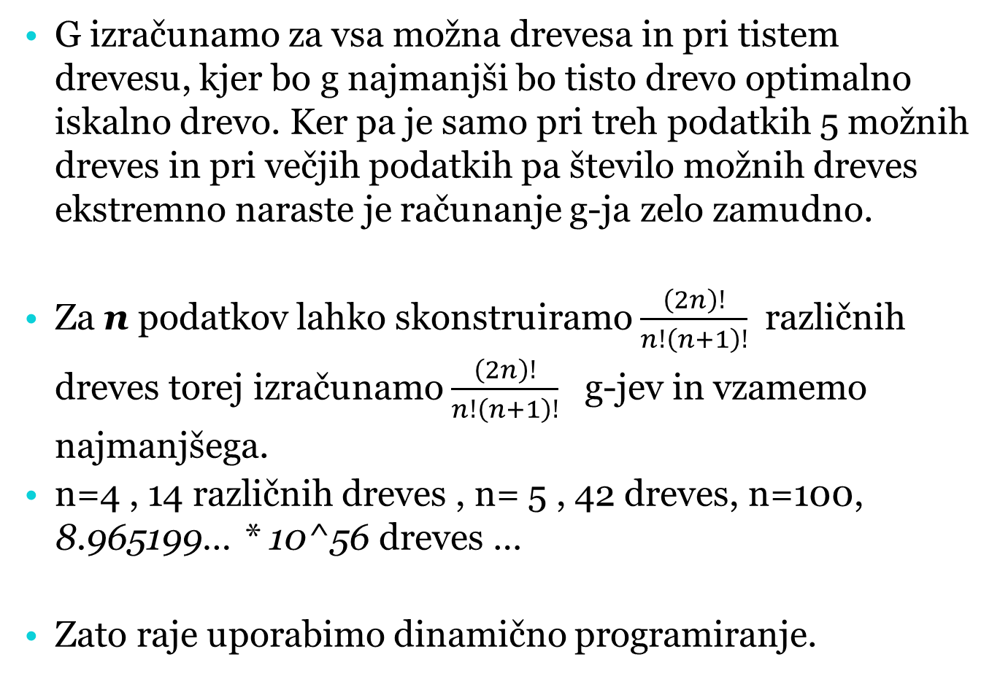 • G izračunamo za vsa možna drevesa in pri tistem
drevesu, kjer bo g najmanjši bo tisto drevo optimalno
iskalno drevo. Ker pa je samo pri treh podatkih 5 možnih
dreves in pri večjih podatkih pa število možnih dreves
ekstremno naraste je računanje g-ja zelo zamudno.
• Za n podatkov lahko skonstruiramo (2n)!/n!(n+1)! različnih
dreves torej izračunamo (2n)!/n!(n+1)! g-jev in vzamemo
najmanjšega.
• n=4 , 14 različnih dreves , n= 5 , 42 dreves, n=100,
8.965199... * 10^56 dreves ...
• Zato raje uporabimo dinamično programiranje.